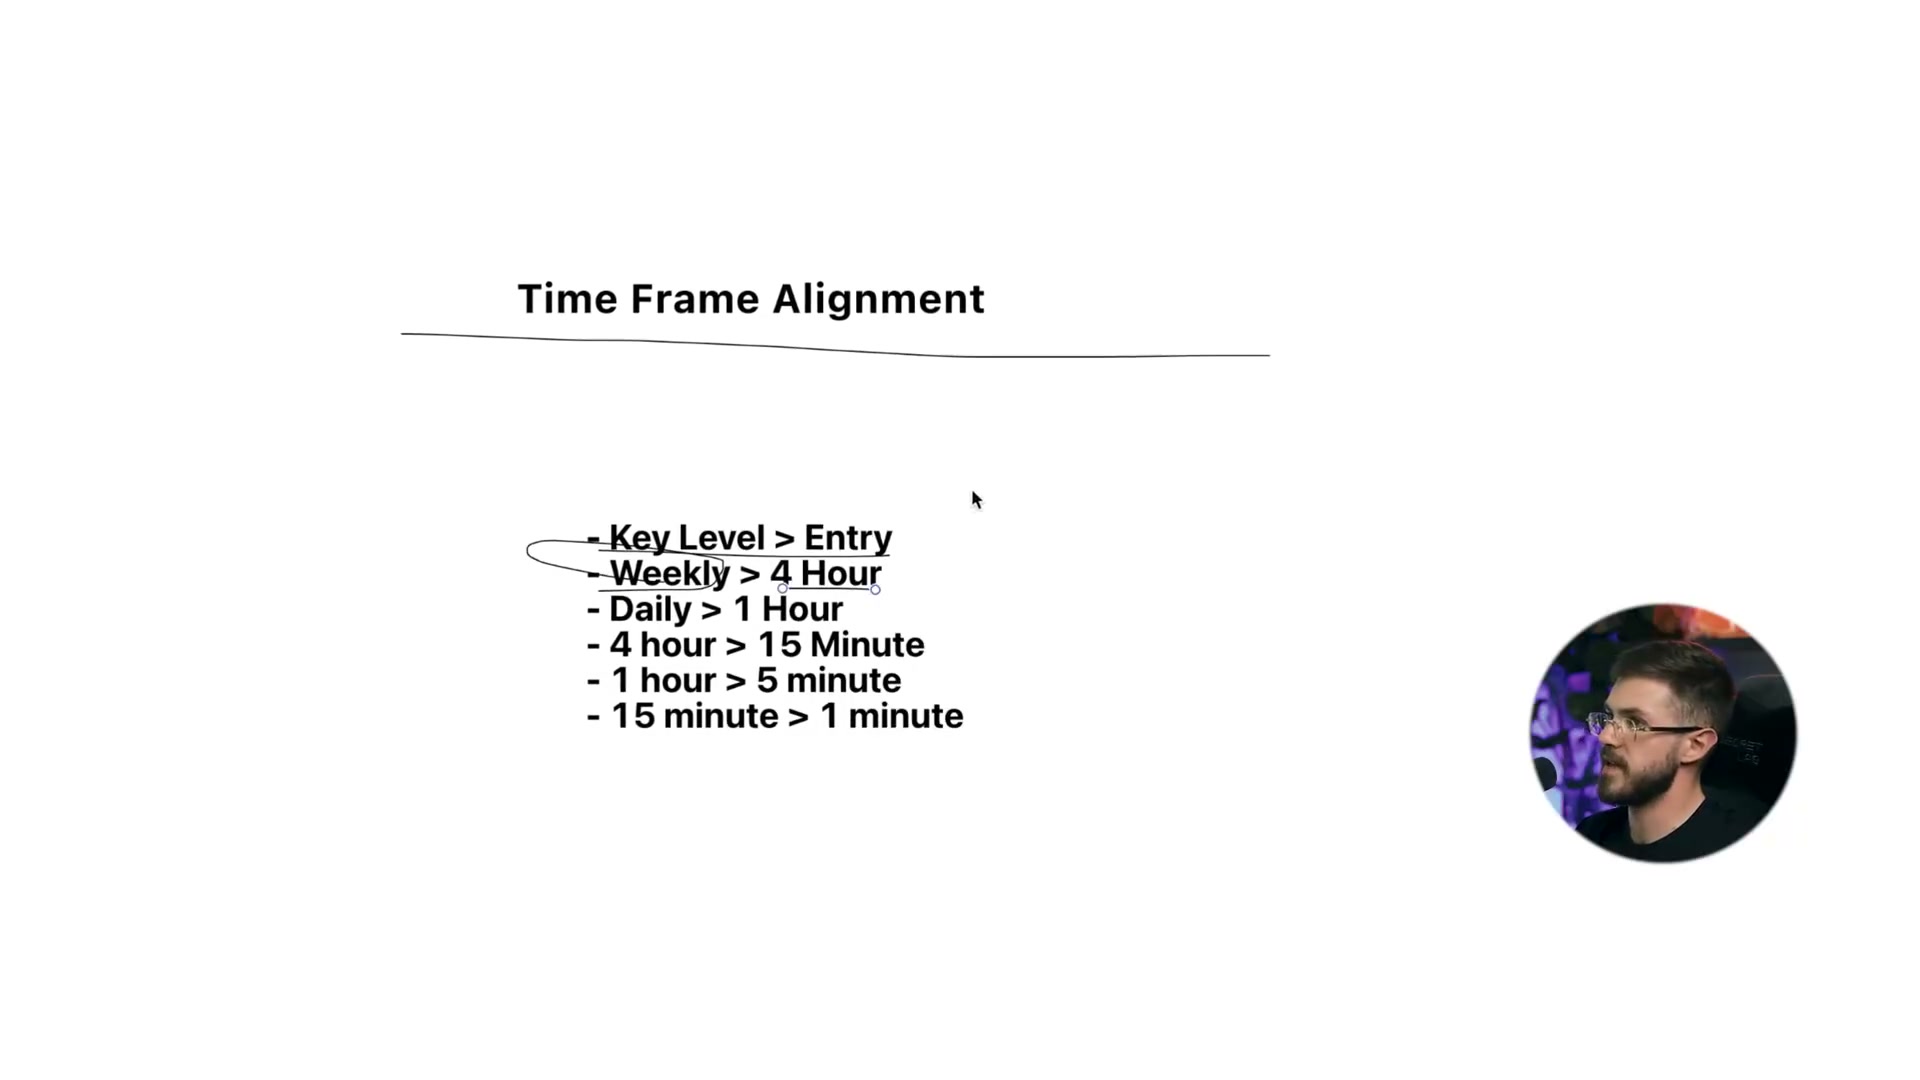 Time Frame Alignment
- Key Level > Entry
- Weekly > 4 Hour
- Daily > 1 Hour
- 4 hour > 15 Minute
- 1 hour > 5 minute
- 15 minute > 1 minute